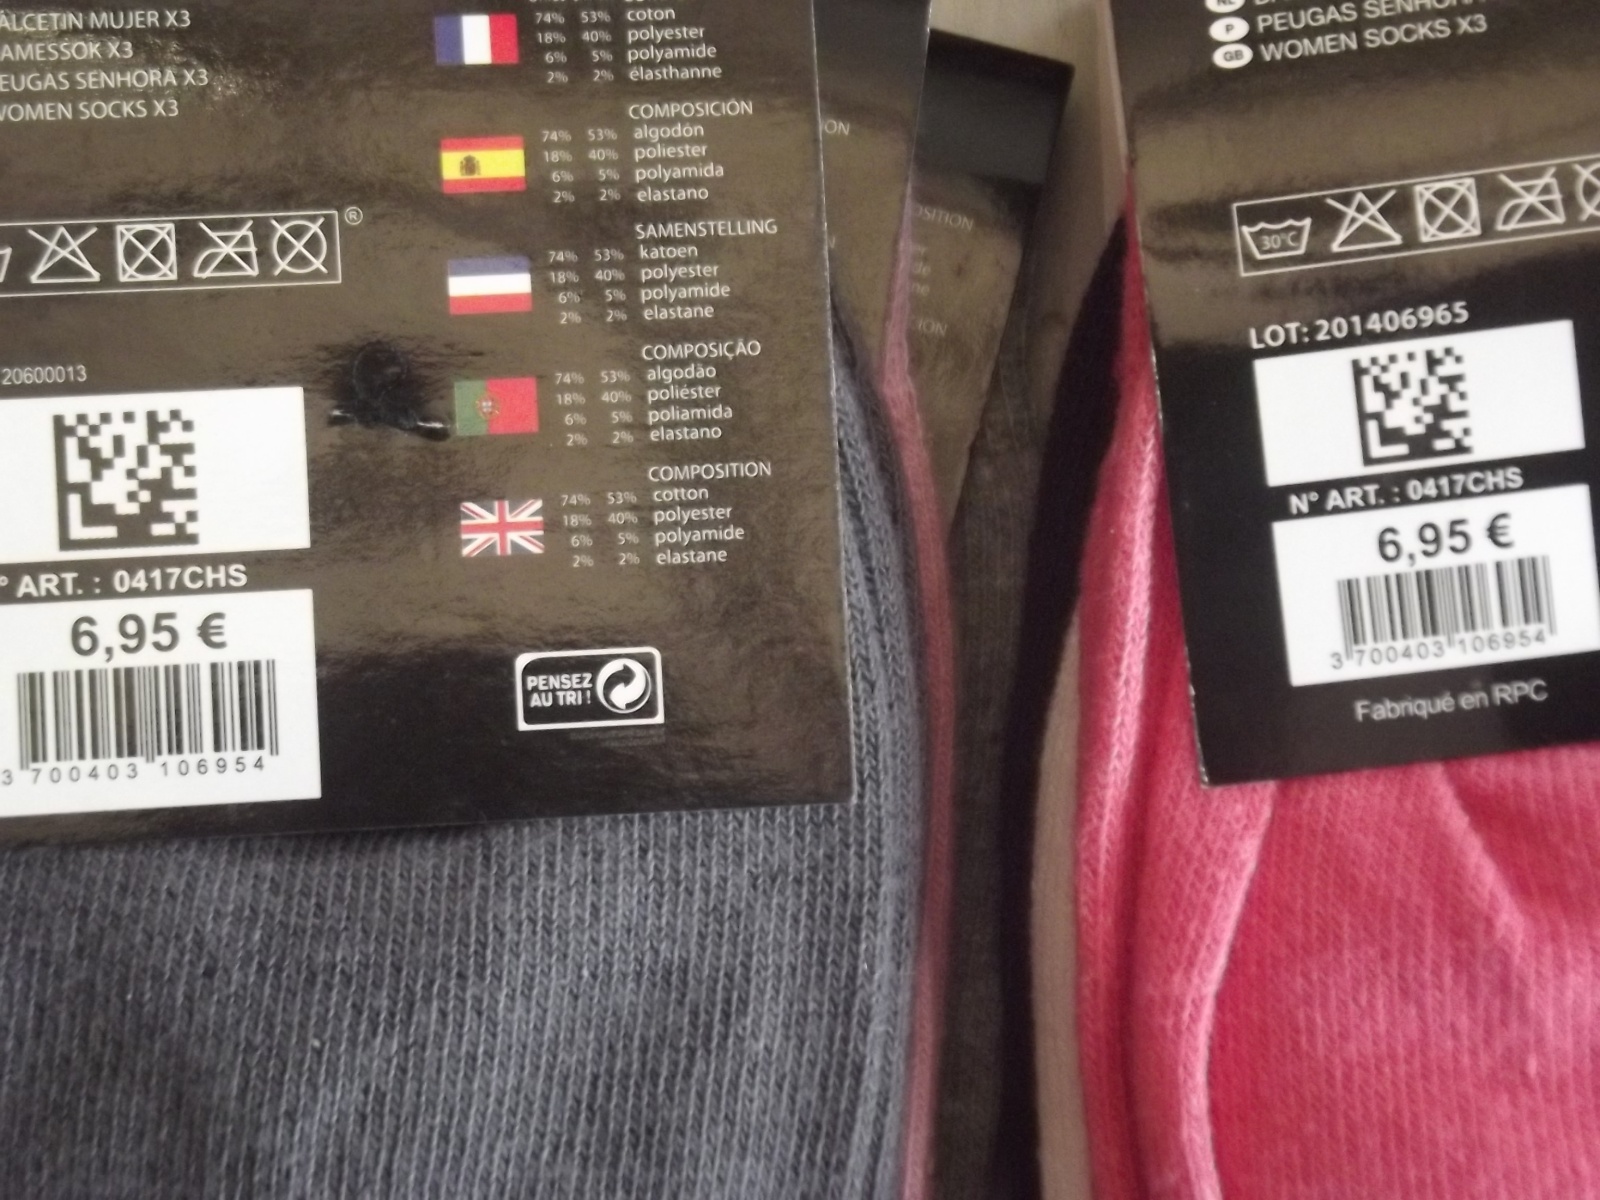 MUJER X3
X3
SENHORA X3
SOCKS X3
®
20600013
ART. : 0417CHS
6,95 €
3 700403 106954
74% 53% coton
18% 40% polyester
6% 5% polyamide
2% 2% élasthanne
COMPOSICIÓN
74% 53% algodón
18% 40% poliester
6% 5% polyamida
2% 2% elastano
SAMENSTELLING
74% 53% katoen
18% 40% polyester
6% 5% polyamide
2% 2% elastane
COMPOSIÇÃO
74% 53% algodão
18% 40% poliéster
6% 5% poliamida
2% 2% elastano
COMPOSITION
74% 53% cotton
18% 40% polyester
6% 5% polyamide
2% 2% elastane
PENSEZ
AU TRI !
P PEUGAS SENHORA
GB WOMEN SOCKS X3
30°C
LOT: 201406965
N° ART. : 0417CHS
6,95 €
3 700403 106954
Fabriqué en RPC